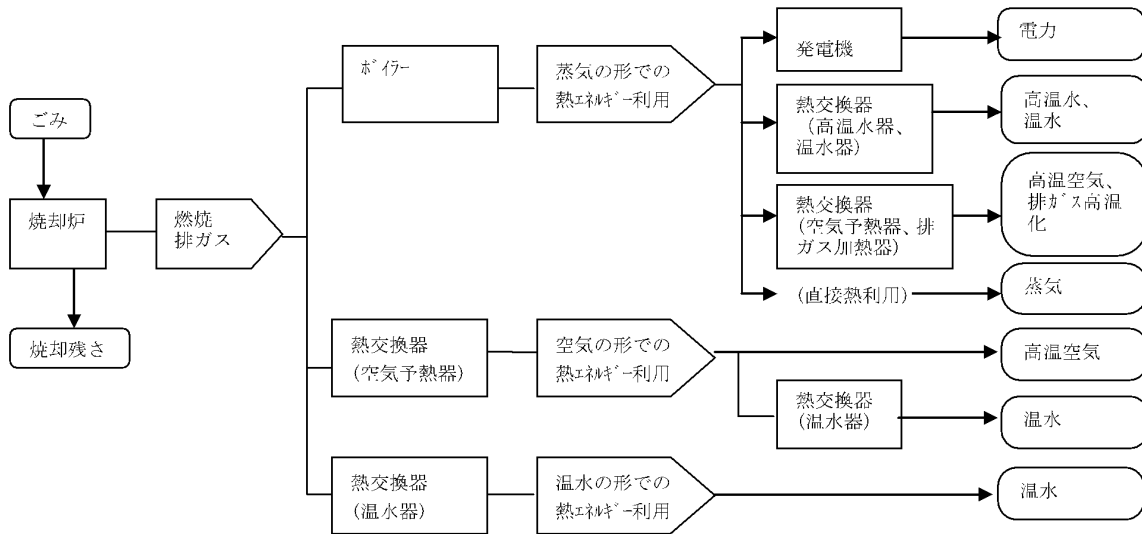 ごみ
焼却炉
焼却残さ
燃焼
排ガス
ﾎﾞｲﾗｰ
蒸気の形での
熱ｴﾈﾙｷﾞｰ利用
発電機
電力
熱交換器
（高温水器、
温水器）
高温水、
温水
熱交換器
(空気予熱器、排
ガス加熱器)
高温空気、
排ｶﾞｽ高温
化
(直接熱利用)
蒸気
熱交換器
(空気予熱器)
空気の形での
熱ｴﾈﾙｷﾞｰ利用
高温空気
熱交換器
(温水器)
温水
熱交換器
(温水器)
温水の形での
熱ｴﾈﾙｷﾞｰ利用
温水